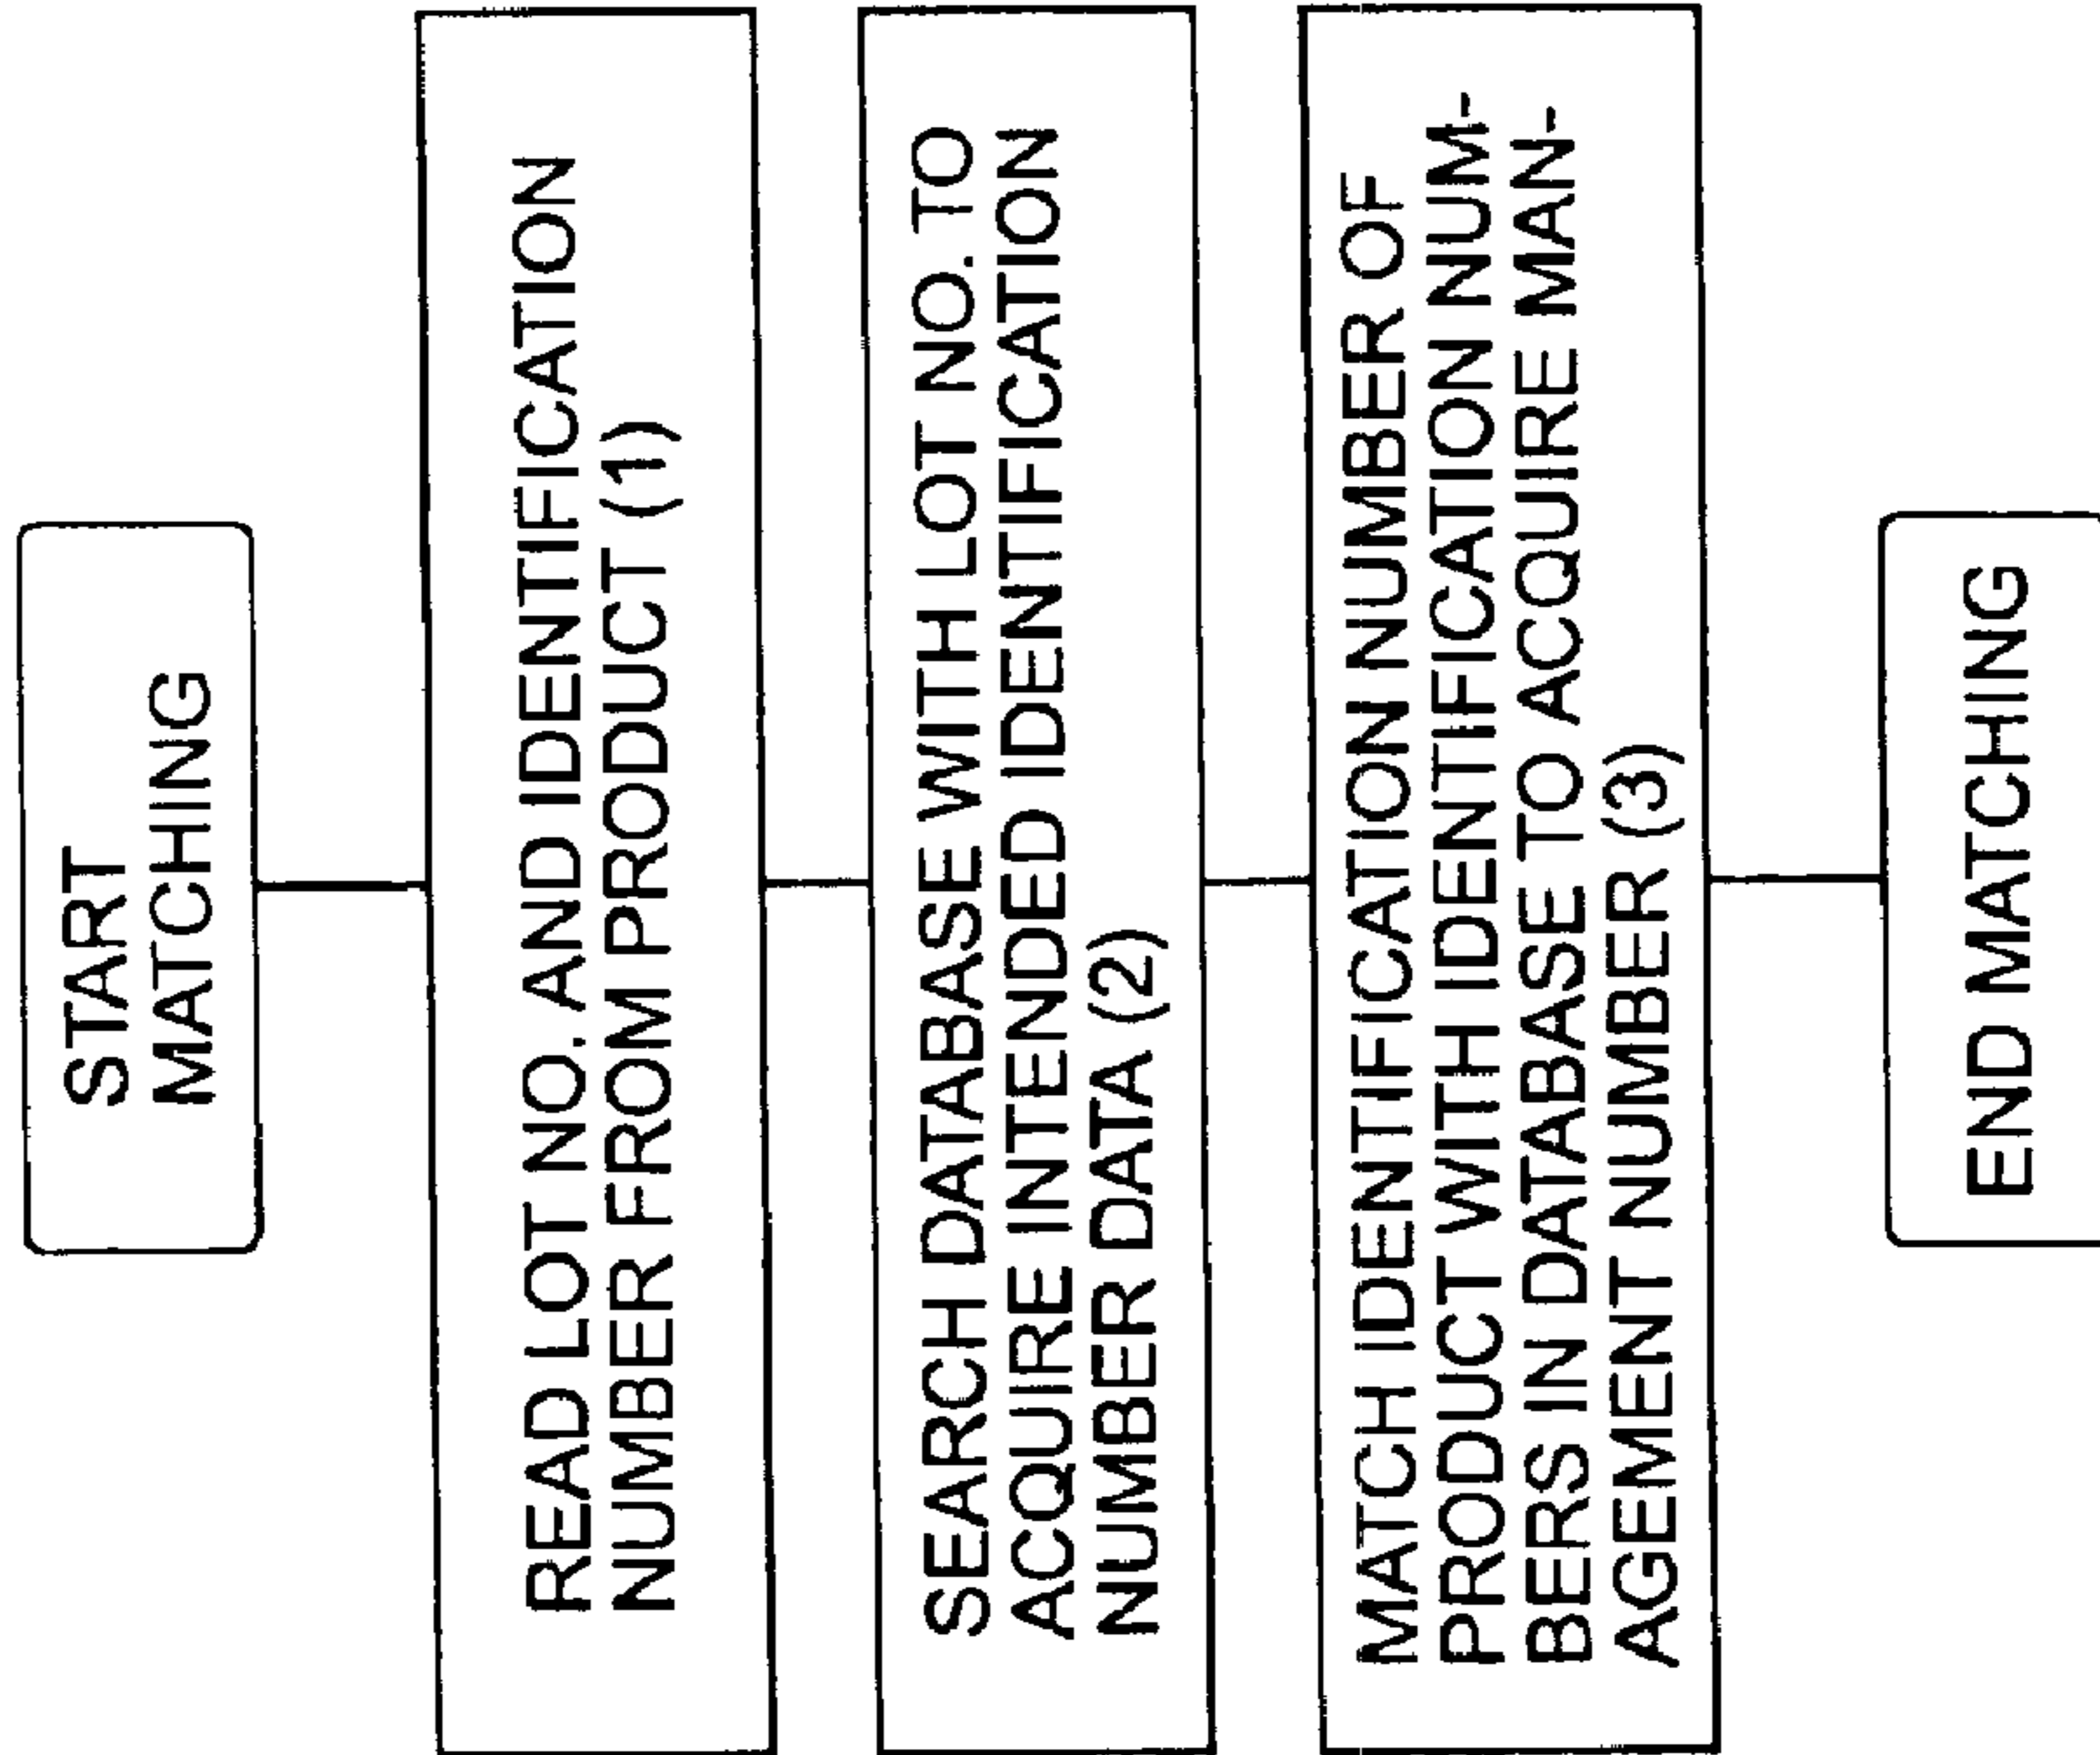 START
MATCHING
READ LOT NO. AND IDENTIFICATION
NUMBER FROM PRODUCT (1)
SEARCH DATABASE WITH LOT NO. TO
ACQUIRE INTENDED IDENTIFICATION
NUMBER DATA (2)
MATCH IDENTIFICATION NUMBER OF
PRODUCT WITH IDENTIFICATION NUM-
BERS IN DATABASE TO ACQUIRE MAN-
AGEMENT NUMBER (3)
END MATCHING